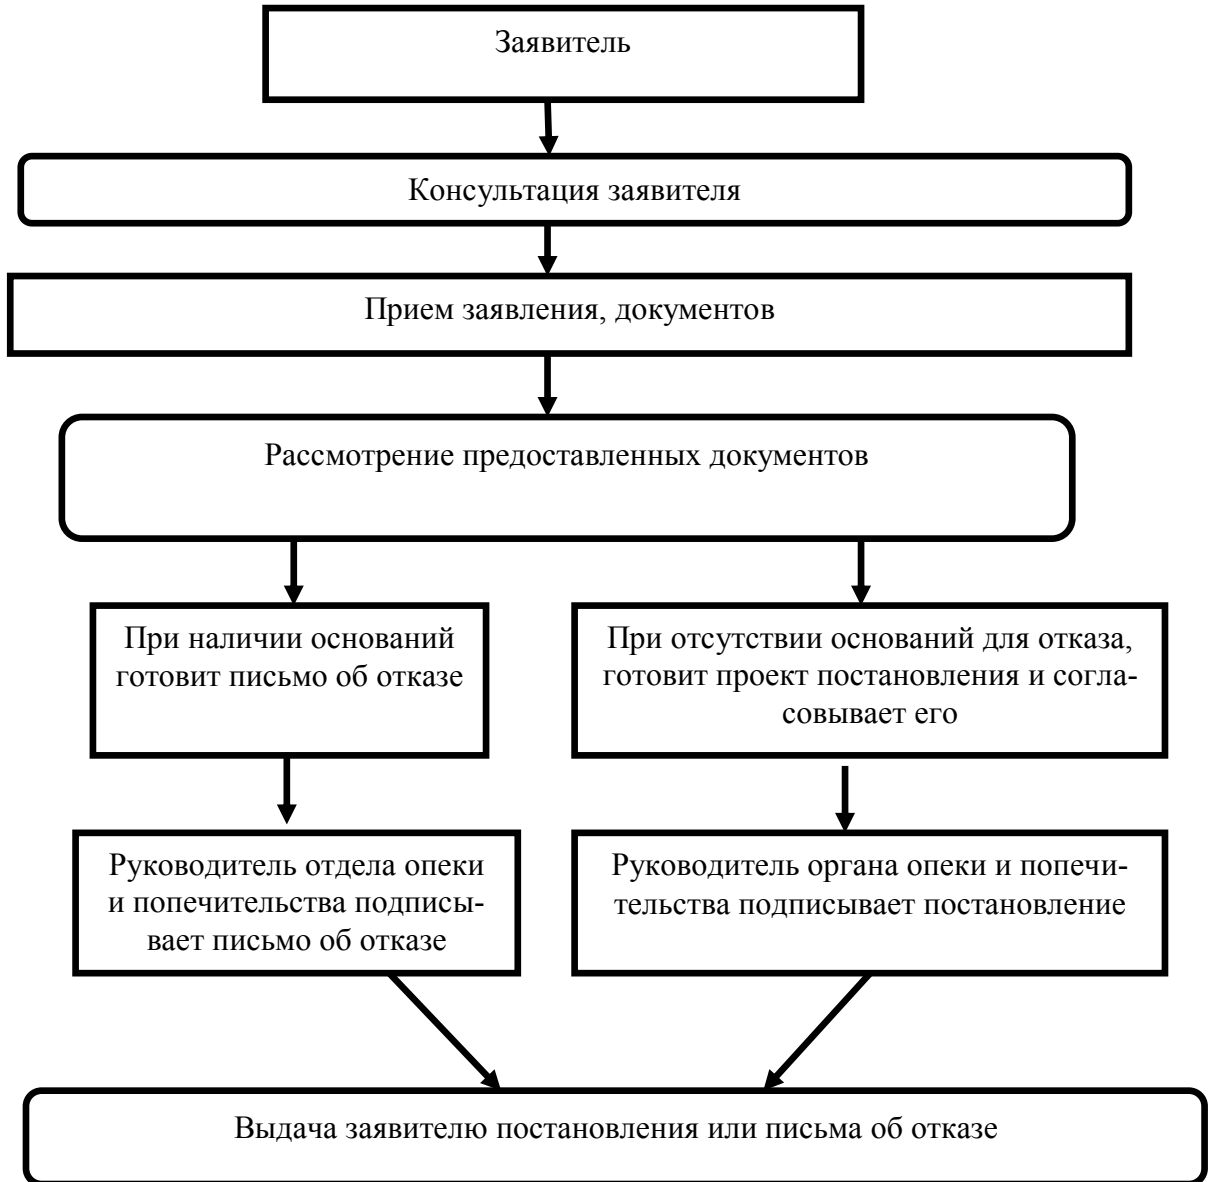 Заявитель
Консультация заявителя
Прием заявления, документов
Рассмотрение предоставленных документов
При наличии оснований
готовит письмо об отказе
При отсутствии оснований для отказа,
готовит проект постановления и согла-
совывает его
Руководитель отдела опеки
и попечительства подписы-
вает письмо об отказе
Руководитель органа опеки и попечи-
тельства подписывает постановление
Выдача заявителю постановления или письма об отказе